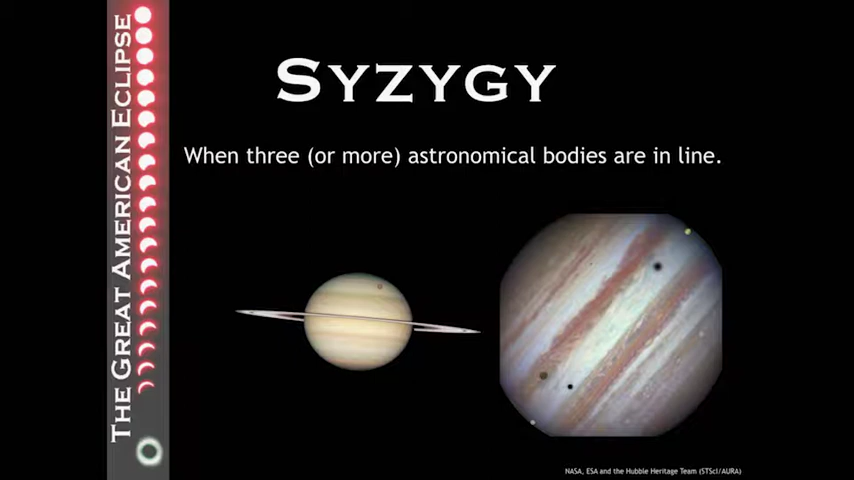 THE GREAT AMERICAN ECLIPSE
SYZYGY
When three (or more) astronomical bodies are in line.
NASA, ESA and the Hubble Heritage Team (STScI/AURA)